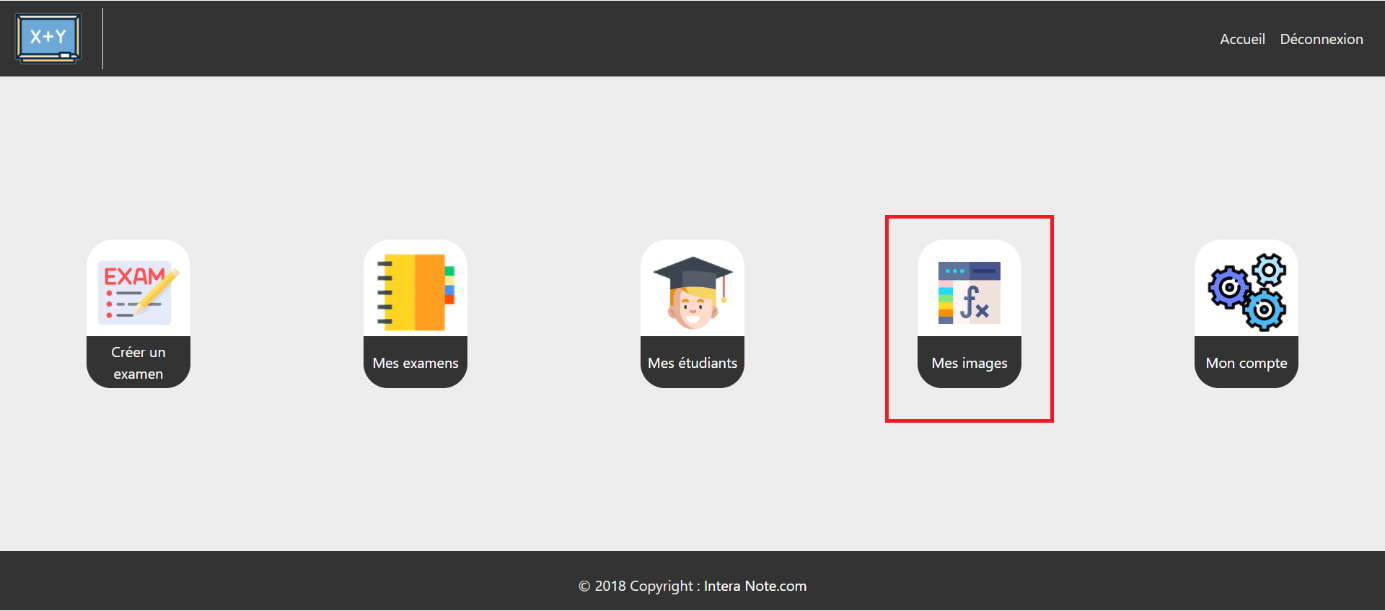 X+Y
Accueil Déconnexion
EXAM
Créer un
examen
Mes examens
Mes étudiants
fx
Mes images
Mon compte
© 2018 Copyright : Intera Note.com